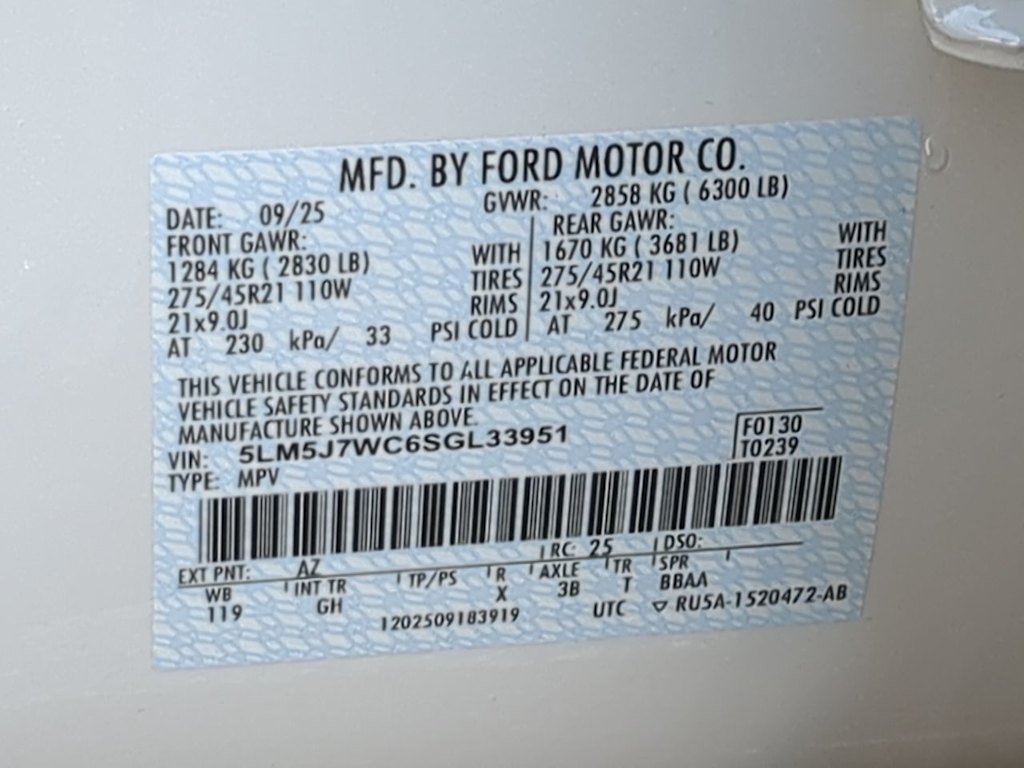 MFD. BY FORD MOTOR CO.
DATE: 09/25 GVWR: 2858 KG ( 6300 LB)
FRONT GAWR: REAR GAWR:
1284 KG ( 2830 LB) WITH 1670 KG ( 3681 LB) WITH
275/45R21 110W TIRES 275/45R21 110W TIRES
21x9.0J RIMS 21x9.0J RIMS
AT 230 kPa/ 33 PSI COLD AT 275 kPa/ 40 PSI COLD
THIS VEHICLE CONFORMS TO ALL APPLICABLE FEDERAL MOTOR
VEHICLE SAFETY STANDARDS IN EFFECT ON THE DATE OF
MANUFACTURE SHOWN ABOVE.
VIN: 5LM5J7WC6SGL33951 F0130
TYPE: MPV T0239
EXT PNT: AZ RC: 25 DSO:
WB INT TR TP/PS R AXLE TR SPR
119 GH X 3B T BBAA
1202509183919 UTC ▽ RU5A-1520472-AB